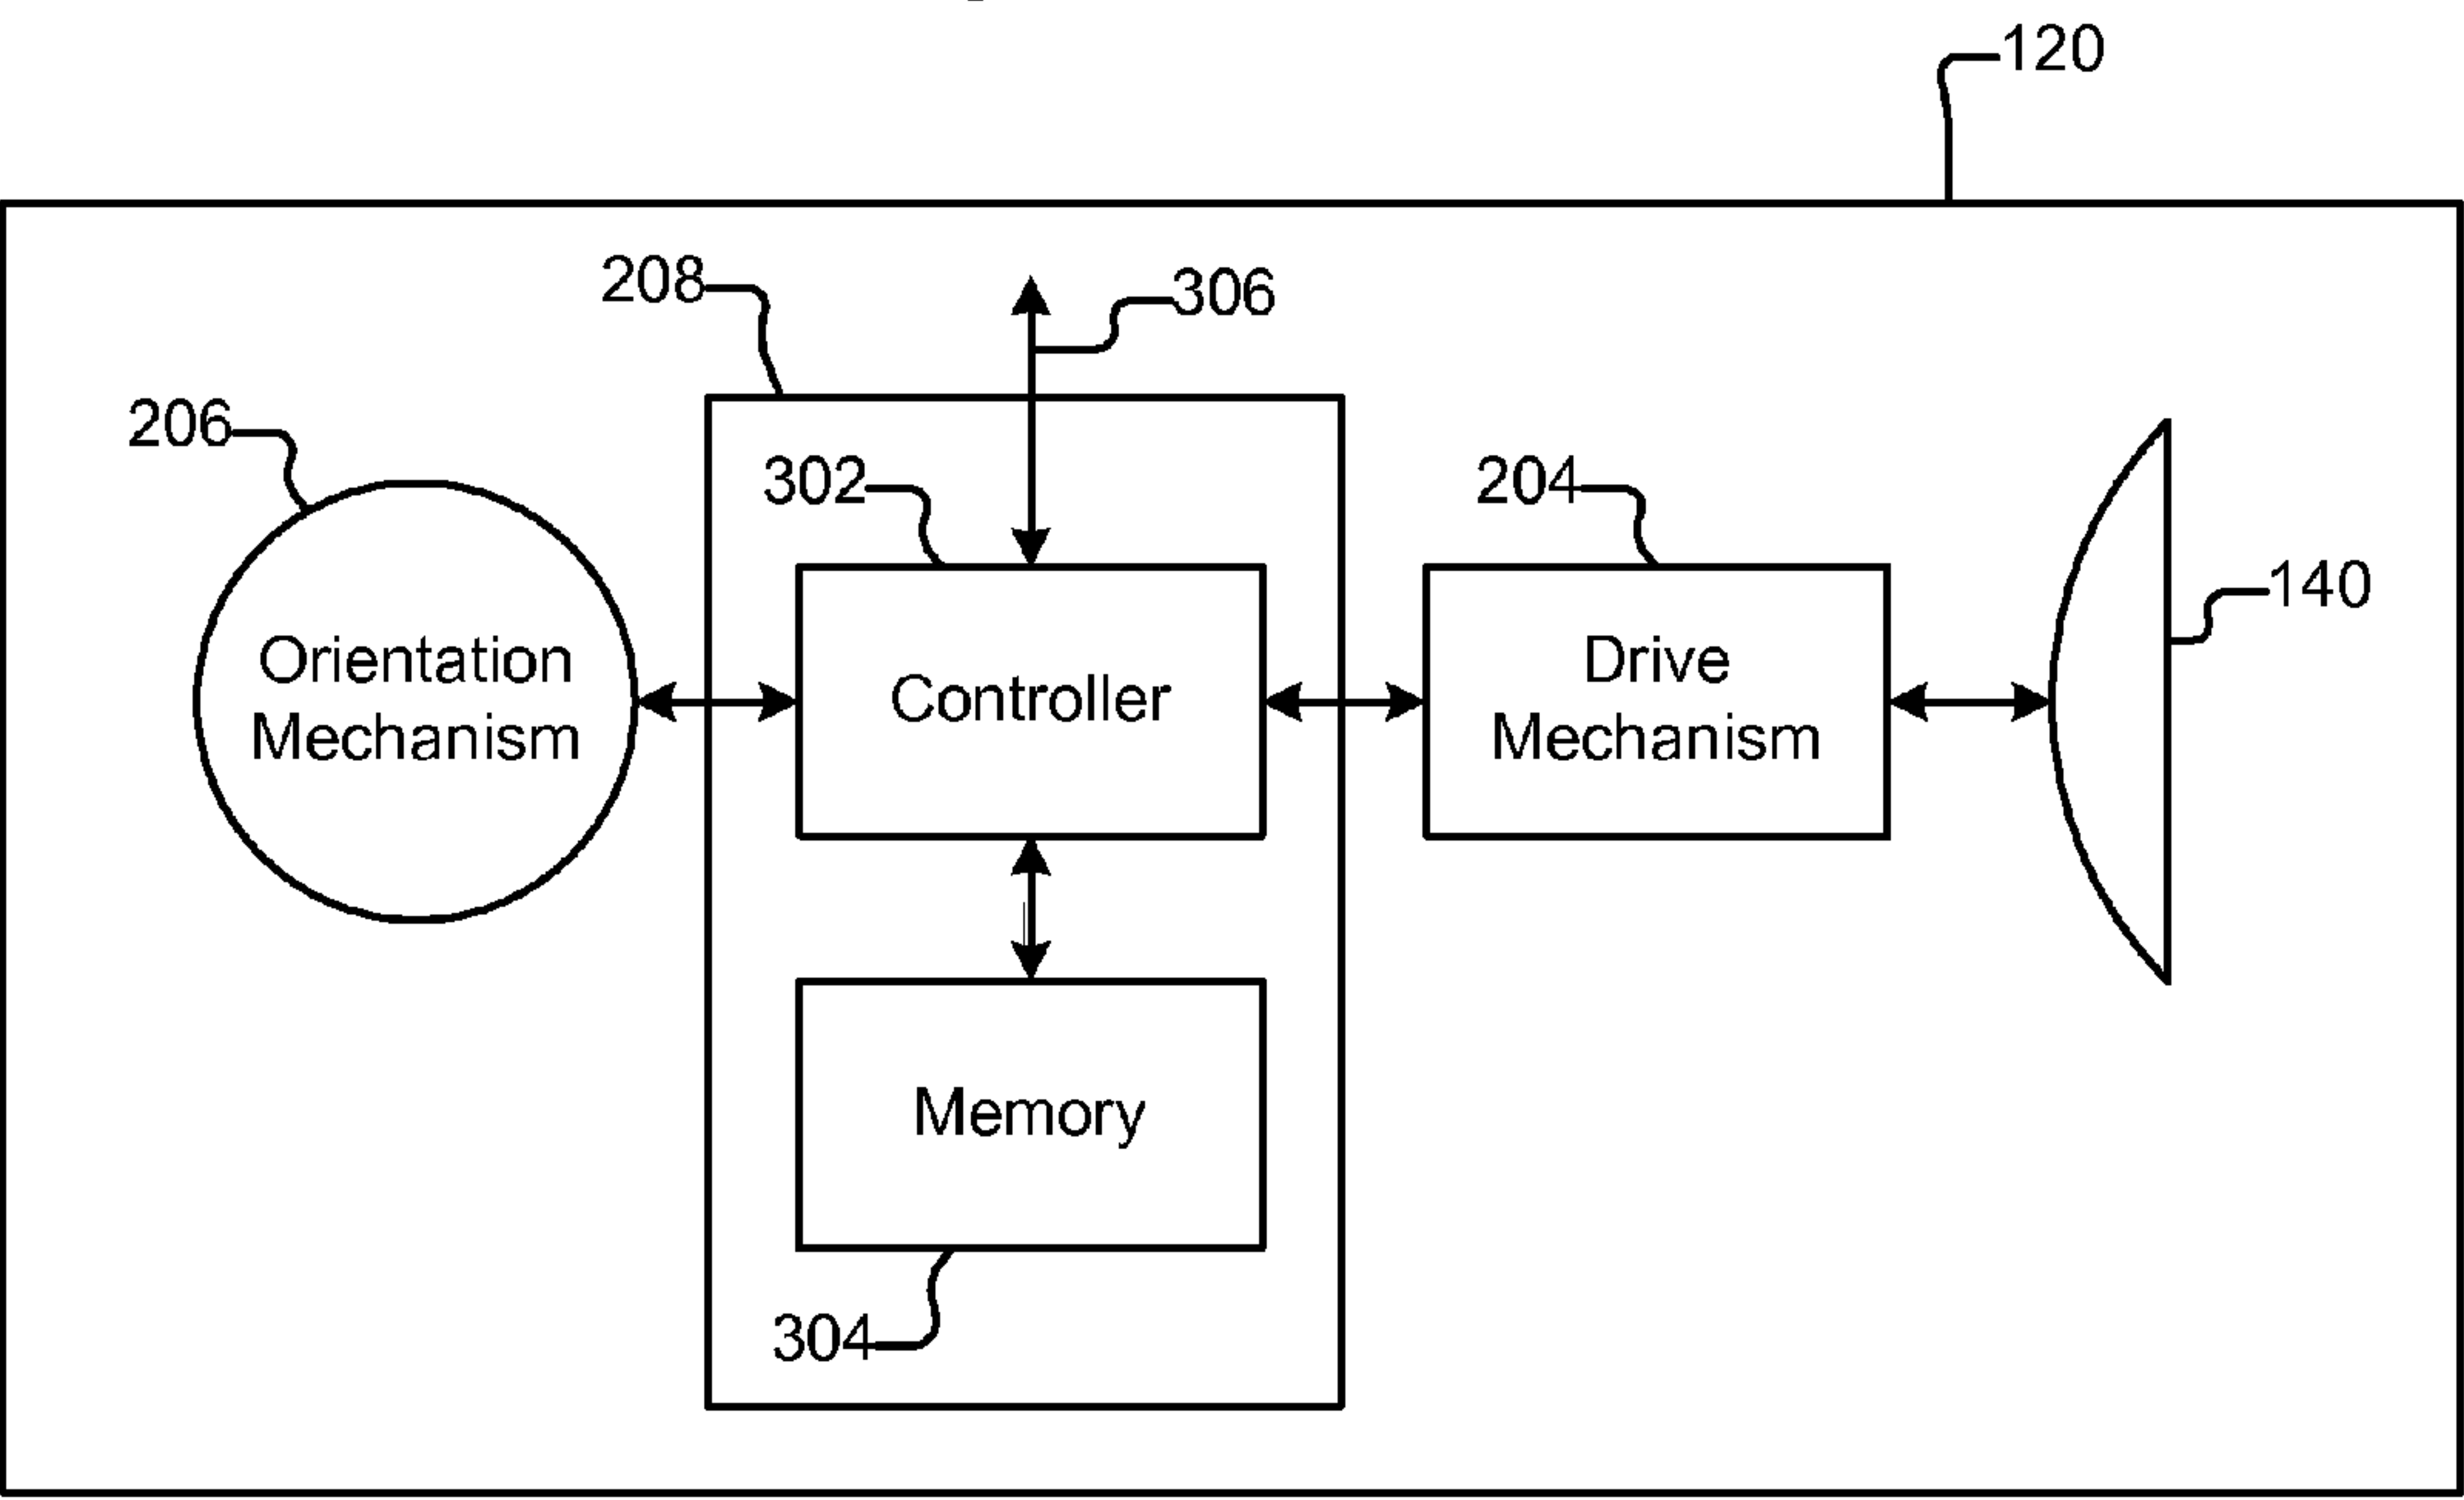 120
208
306
206
302
204
140
Orientation
Mechanism
Controller
Drive
Mechanism
Memory
304